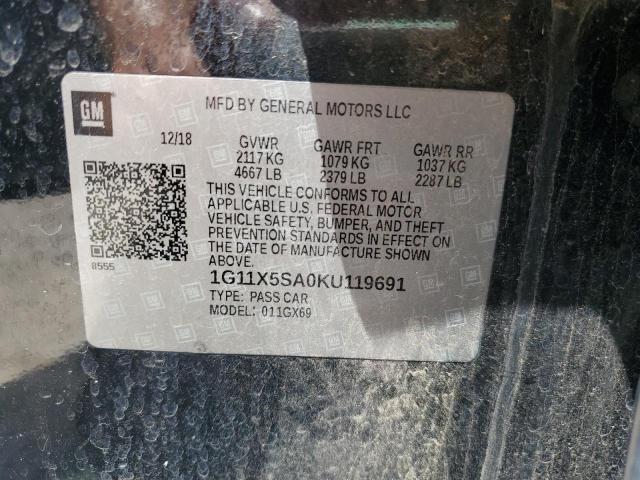 GM
MFD BY GENERAL MOTORS LLC
12/18 GVWR GAWR FRT GAWR RR
2117 KG 1079 KG 1037 KG
4667 LB 2379 LB 2287 LB
THIS VEHICLE CONFORMS TO ALL
APPLICABLE U.S. FEDERAL MOTOR
VEHICLE SAFETY, BUMPER, AND THEFT
PREVENTION STANDARDS IN EFFECT ON
THE DATE OF MANUFACTURE SHOWN
ABOVE.
8555
1G11X5SA0KU119691
TYPE: PASS CAR
MODEL: 011GX69